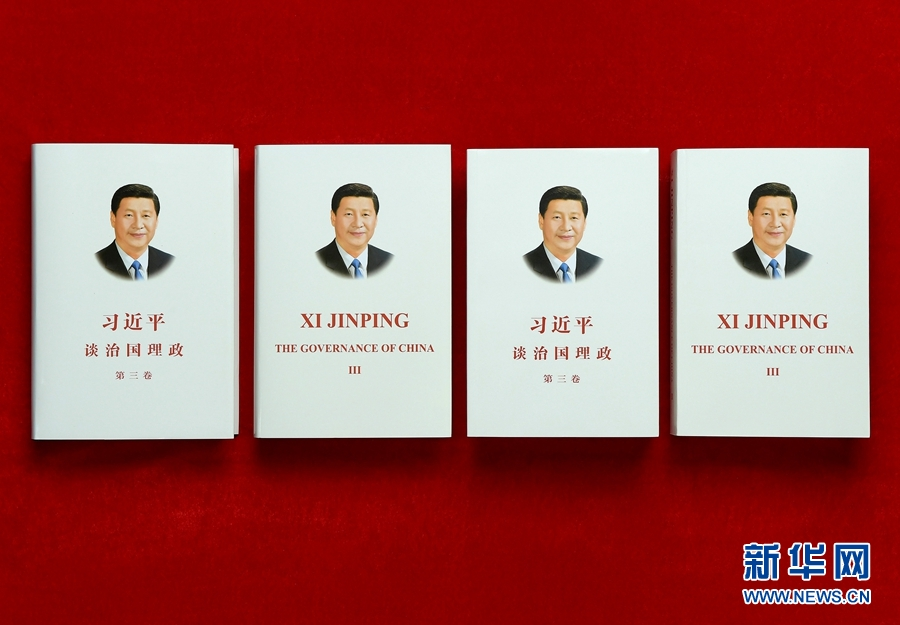 习近平
谈治国理政
第三卷
XI JINPING
THE GOVERNANCE OF CHINA
III
习近平
谈治国理政
第三卷
XI JINPING
THE GOVERNANCE OF CHINA
III
新华网
WWW.NEWS.CN